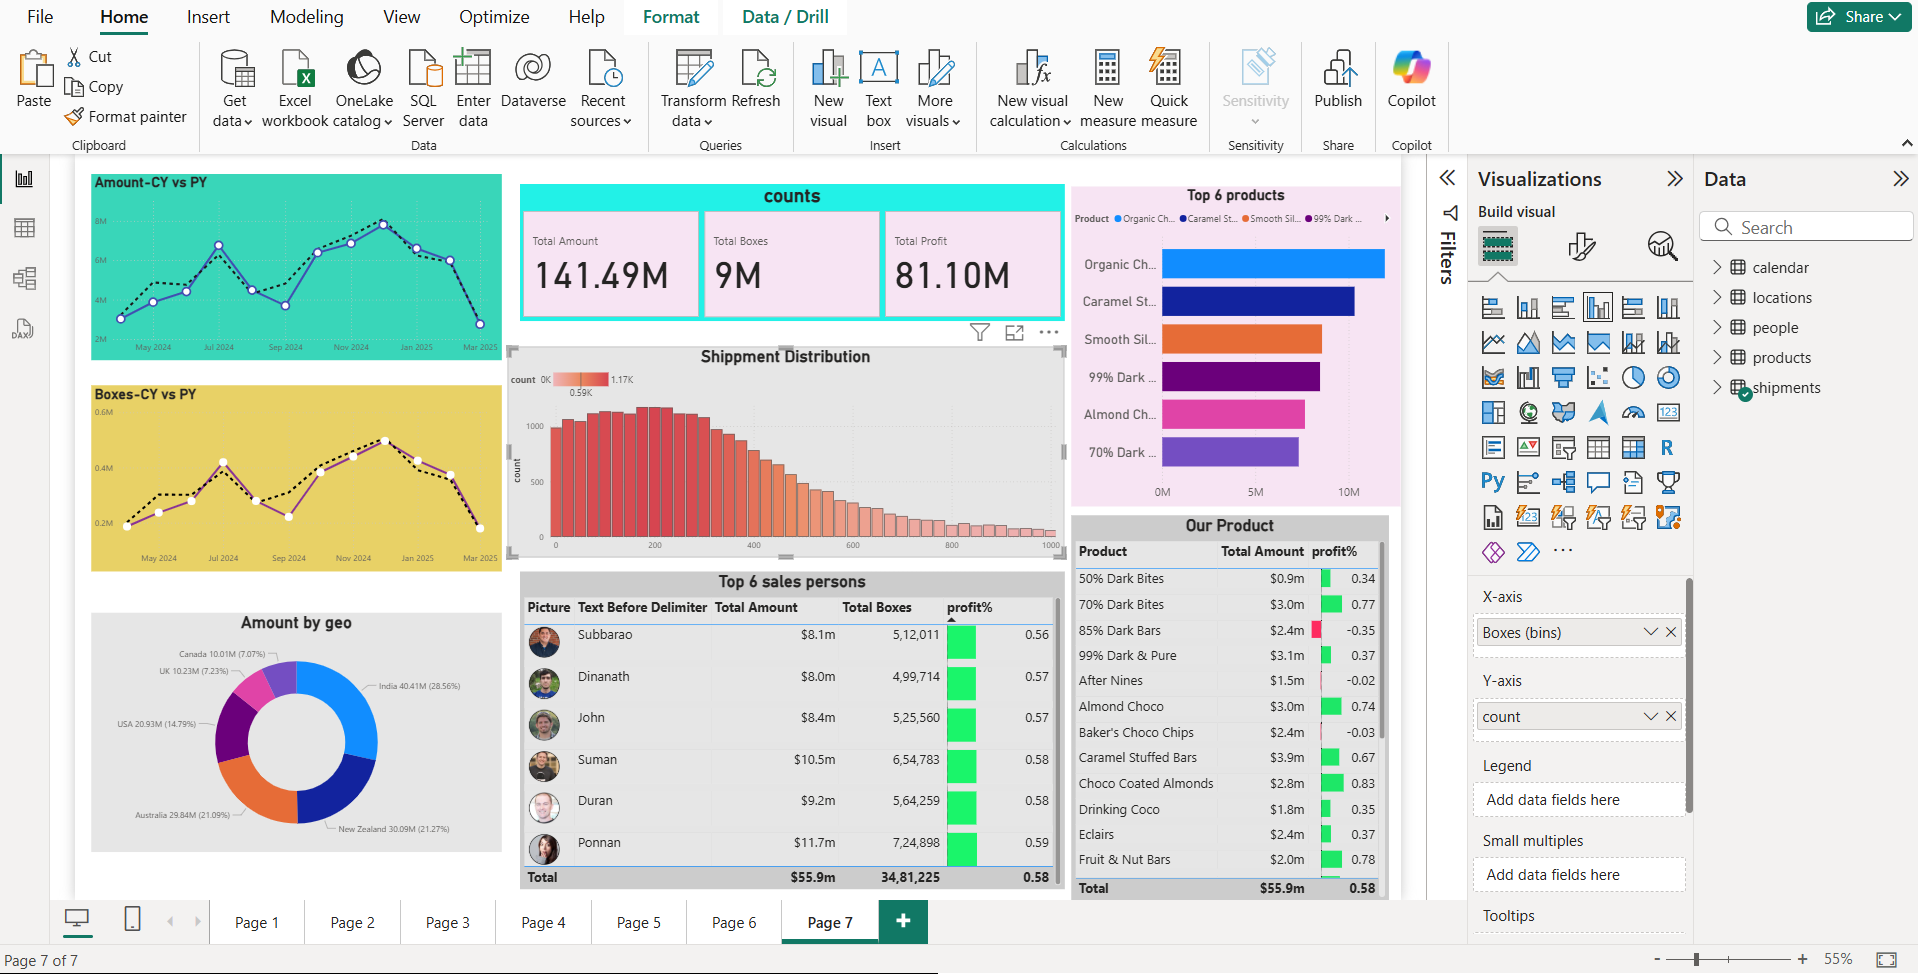 File Home Insert Modeling View Optimize Help Format Data / Drill Share
Paste
Cut
Copy
Format painter
Clipboard
Get data
Excel workbook
OneLake catalog
SQL Server
Enter data
Dataverse
Recent sources
Data
Transform data
Refresh
Queries
New visual
Text box
More visuals
Insert
New visual calculation
New measure
Quick measure
Calculations
Sensitivity
Sensitivity
Publish
Share
Copilot
Copilot
DAX
Amount-CY vs PY
8M
6M
4M
2M
May 2024 Jul 2024 Sep 2024 Nov 2024 Jan 2025 Mar 2025
Boxes-CY vs PY
0.6M
0.4M
0.2M
May 2024 Jul 2024 Sep 2024 Nov 2024 Jan 2025 Mar 2025
Amount by geo
Canada 10.01M (7.07%)
UK 10.23M (7.23%)
India 40.41M (28.56%)
USA 20.93M (14.79%)
Australia 29.84M (21.09%)
New Zealand 30.09M (21.27%)
counts
Total Amount
141.49M
Total Boxes
9M
Total Profit
81.10M
Shippment Distribution
count 0K 1.17K
0.59K
1000
500
0
count
0 200 400 600 800 1000
Top 6 sales persons
Picture Text Before Delimiter Total Amount Total Boxes profit%
Subbarao $8.1m 5,12,011 0.56
Dinanath $8.0m 4,99,714 0.57
John $8.4m 5,25,560 0.57
Suman $10.5m 6,54,783 0.58
Duran $9.2m 5,64,259 0.58
Ponnan $11.7m 7,24,898 0.59
Total $55.9m 34,81,225 0.58
Top 6 products
Product Organic Ch... Caramel St... Smooth Sil... 99% Dark ...
Organic Ch...
Caramel St...
Smooth Sil...
99% Dark ...
Almond Ch...
70% Dark ...
0M 5M 10M
Our Product
Product Total Amount profit%
50% Dark Bites $0.9m 0.34
70% Dark Bites $3.0m 0.77
85% Dark Bars $2.4m -0.35
99% Dark & Pure $3.1m 0.37
After Nines $1.5m -0.02
Almond Choco $3.0m 0.74
Baker's Choco Chips $2.4m -0.03
Caramel Stuffed Bars $3.9m 0.67
Choco Coated Almonds $2.8m 0.83
Drinking Coco $1.8m 0.35
Eclairs $2.4m 0.37
Fruit & Nut Bars $2.0m 0.78
Total $55.9m 0.58
Filters
Visualizations
Build visual
123
R
Py
123
X-axis
Boxes (bins)
Y-axis
count
Legend
Add data fields here
Small multiples
Add data fields here
Tooltips
Data
Search
calendar
locations
people
products
shipments
Page 1 Page 2 Page 3 Page 4 Page 5 Page 6 Page 7 +
Page 7 of 7
- + 55%